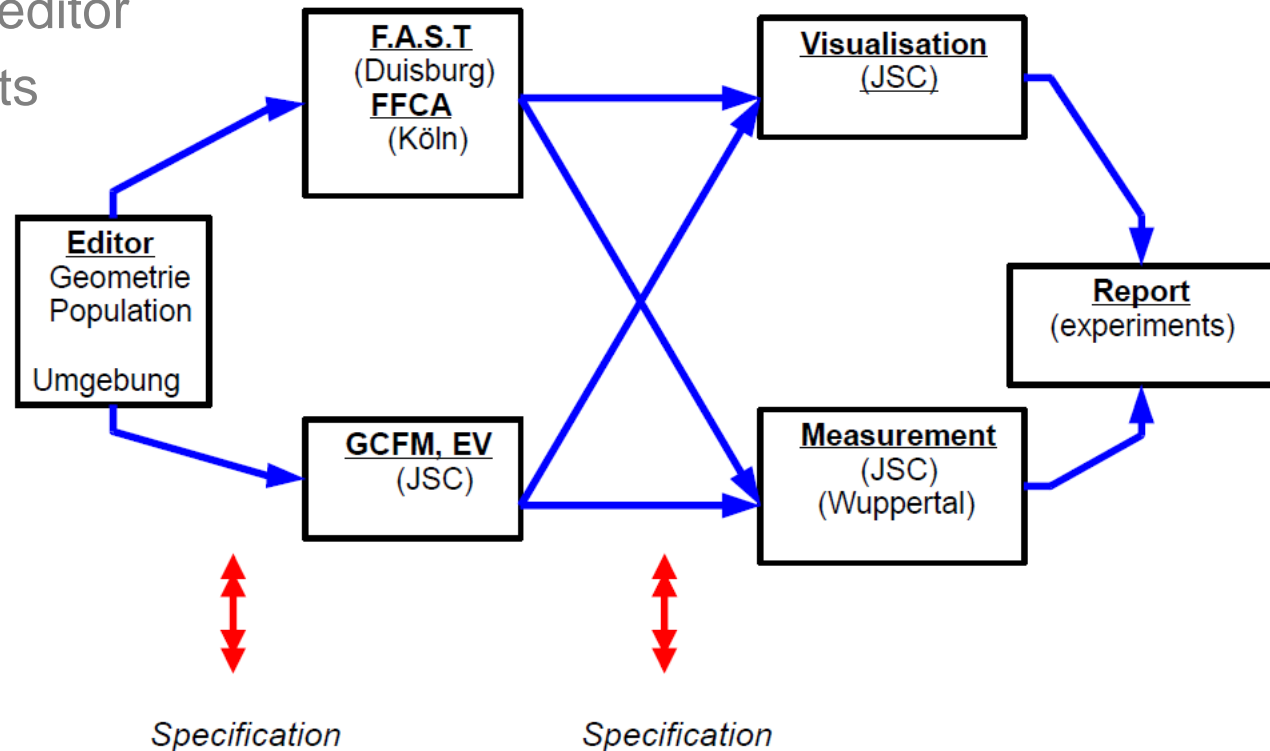 editor
ts
F.A.S.T
(Duisburg)
FFCA
(Köln)
Visualisation
(JSC)
Editor
Geometrie
Population
Umgebung
Report
(experiments)
GCFM, EV
(JSC)
Measurement
(JSC)
(Wuppertal)
Specification
Specification